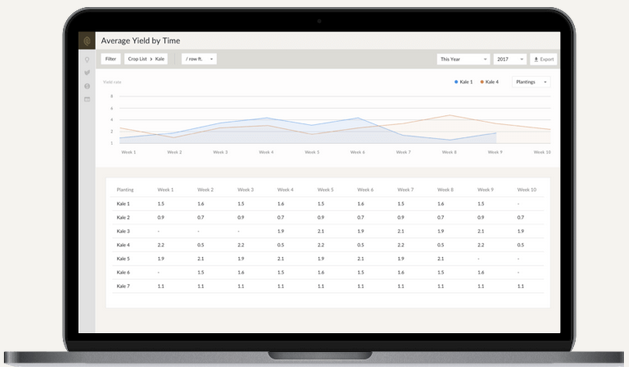 Average Yield by Time
Filter Crop List > Kale / row ft. This Year 2017 Export
Yield rate Kale 1 Kale 4 Plantings
8
6
4
2
1
Week 1 Week 2 Week 3 Week 4 Week 5 Week 6 Week 7 Week 8 Week 9 Week 10
Planting Week 1 Week 2 Week 3 Week 4 Week 5 Week 6 Week 7 Week 8 Week 9 Week 10
Kale 1 1.5 1.6 1.5 1.6 1.5 1.6 1.5 1.6 1.5 -
Kale 2 0.9 0.7 0.9 0.7 0.9 0.7 0.9 0.7 0.9 0.7
Kale 3 - - - 1.9 2.1 1.9 2.1 1.9 2.1 1.9
Kale 4 2.2 0.5 2.2 0.5 2.2 0.5 2.2 0.5 2.2 0.5
Kale 5 1.9 2.1 1.9 2.1 1.9 2.1 1.9 2.1 - -
Kale 6 - 1.5 1.6 1.5 1.6 1.5 1.6 1.5 1.6 -
Kale 7 1.1 1.1 1.1 1.1 1.1 1.1 1.1 1.1 1.1 1.1